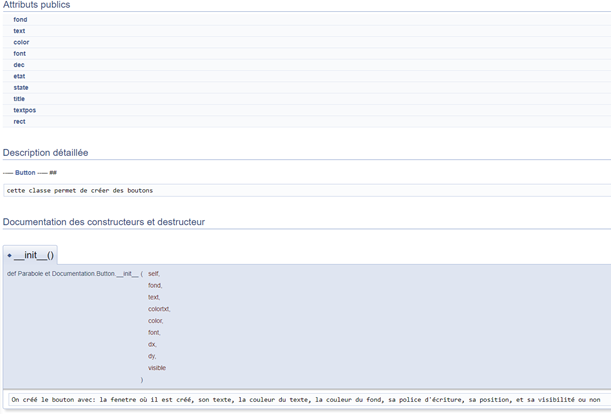 Attributs publics
fond
text
color
font
dec
etat
state
title
textpos
rect
Description détaillée
—— Button —— ##
cette classe permet de créer des boutons
Documentation des constructeurs et destructeur
◆ __init__()
def Parabole et Documentation.Button.__init__ ( self,
fond,
text,
colortxt,
color,
font,
dx,
dy,
visible
)
On créé le bouton avec: la fenetre où il est créé, son texte, la couleur du texte, la couleur du fond, sa police d'écriture, sa position, et sa visibilité ou non